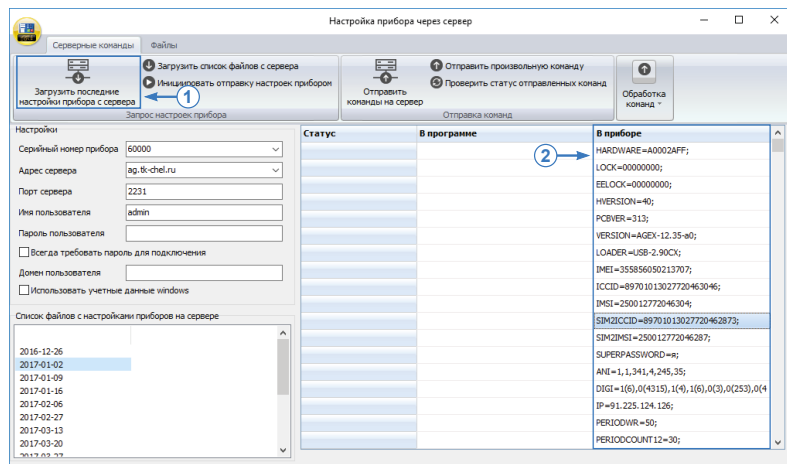 Настройка прибора через сервер
Серверные команды
Файлы
Загрузить последние
настройки прибора с сервера
Загрузить список файлов с сервера
Инициировать отправку настроек прибором
1
Запрос настроек прибора
Отправить
команды на сервер
Отправить произвольную команду
Проверить статус отправленных команд
Отправка команд
Обработка
команд
Настройки
Серийный номер прибора 60000
Адрес сервера ag.tk-chel.ru
Порт сервера 2231
Имя пользователя admin
Пароль пользователя
Всегда требовать пароль для подключения
Домен пользователя
Использовать учетные данные windows
Список файлов с настройками приборов на сервере
2016-12-26
2017-01-02
2017-01-09
2017-01-16
2017-02-06
2017-02-27
2017-03-13
2017-03-20
2017-03-27
Статус В программе В приборе
2
HARDWARE=A0002AFF;
LOCK=00000000;
EELOCK=00000000;
HVERSION=40;
PCBVER=313;
VERSION=AGEX-12.35-a0;
LOADER=USB-2.90CX;
IMEI=355856050213707;
ICCID=89701013027720463046;
IMSI=250012772046304;
SIM2ICCID=89701013027720462873;
SIM2IMSI=250012772046287;
SUPERPASSWORD=я;
ANI=1,1,341,4,245,35;
DIGI=1(6),0(4315),1(4),1(6),0(3),0(253),0(4
IP=91.225.124.126;
PERIODWR=50;
PERIODCOUNT12=30;